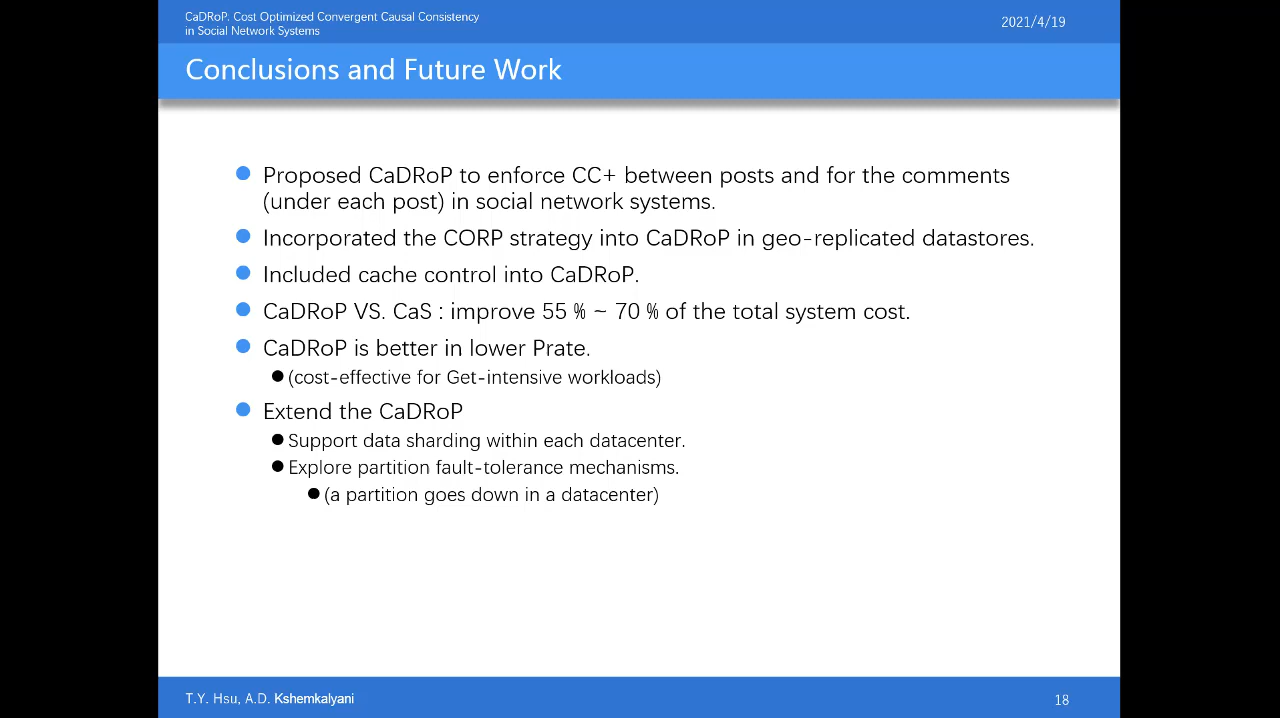 CaDRoP: Cost Optimized Convergent Causal Consistency
in Social Network Systems
2021/4/19
Conclusions and Future Work
Proposed CaDRoP to enforce CC+ between posts and for the comments
(under each post) in social network systems.
Incorporated the CORP strategy into CaDRoP in geo-replicated datastores.
Included cache control into CaDRoP.
CaDRoP VS. CaS : improve 55 % ~ 70 % of the total system cost.
CaDRoP is better in lower Prate.
(cost-effective for Get-intensive workloads)
Extend the CaDRoP
Support data sharding within each datacenter.
Explore partition fault-tolerance mechanisms.
(a partition goes down in a datacenter)
T.Y. Hsu, A.D. Kshemkalyani
18